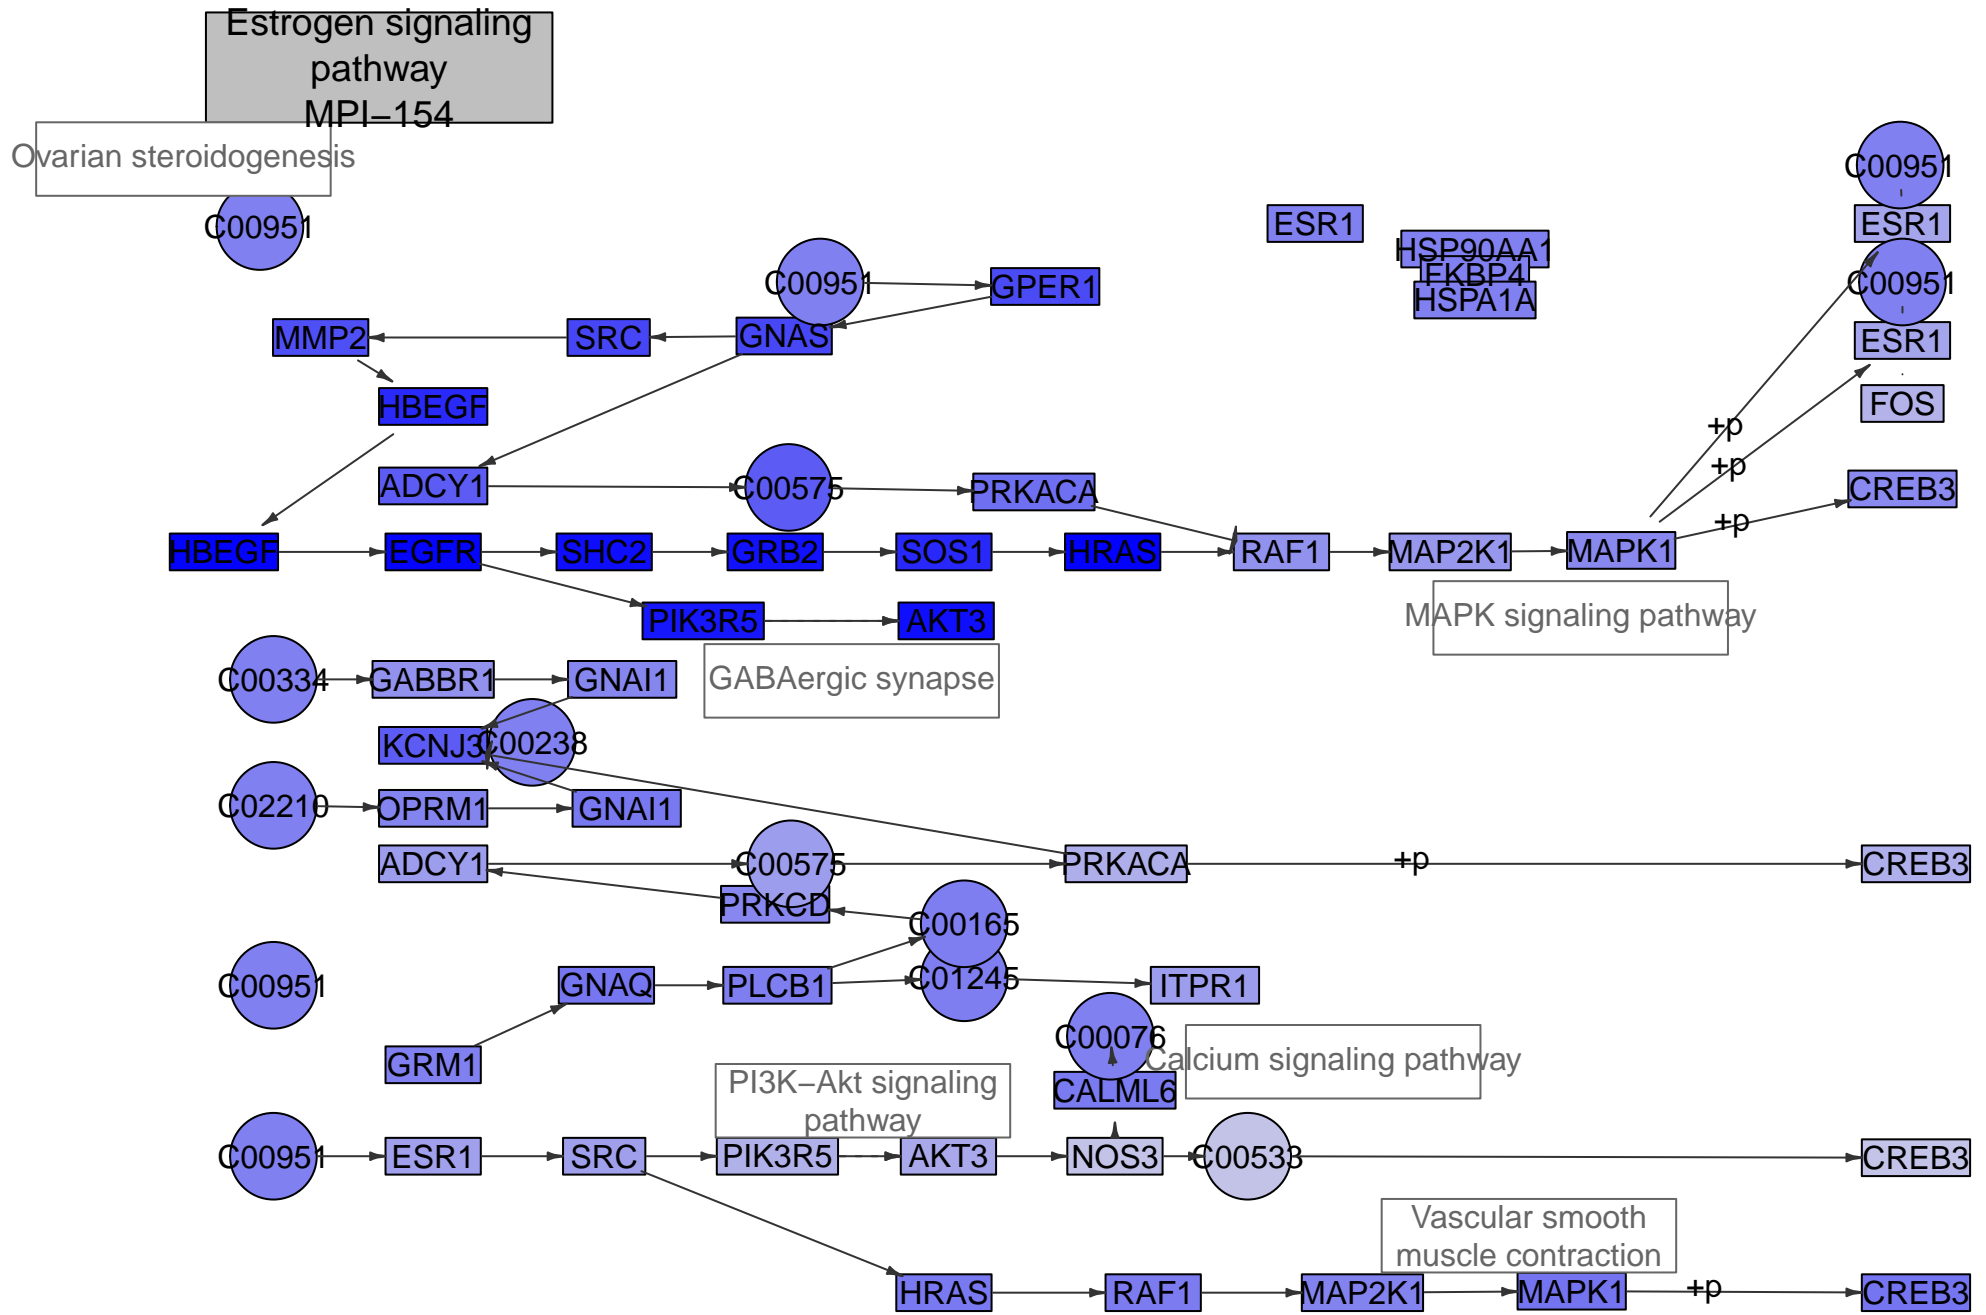 Estrogen signaling
pathway
MPI−154
Ovarian steroidogenesis
C00951
C00951
ESR1
ESR1
C00951
HSP90AA1
FKBP4
HSPA1A
C00951
GPER1
C00951
MMP2
SRC
GNAS
ESR1
HBEGF
FOS
+p
+p
ADCY1
C00575
PRKACA
CREB3
+p
HBEGF
EGFR
SHC2
GRB2
SOS1
HRAS
RAF1
MAP2K1
MAPK1
PIK3R5
AKT3
MAPK signaling pathway
C00334
GABBR1
GNAI1
GABAergic synapse
KCNJ3
C00238
C02210
OPRM1
GNAI1
ADCY1
C00575
PRKACA
+p
CREB3
PRKCD
C00165
C00951
GNAQ
PLCB1
C01245
ITPR1
C00076
GRM1
Calcium signaling pathway
PI3K−Akt signaling
pathway
CALML6
C00951
ESR1
SRC
PIK3R5
AKT3
NOS3
C00533
CREB3
Vascular smooth
muscle contraction
HRAS
RAF1
MAP2K1
MAPK1
+p
CREB3